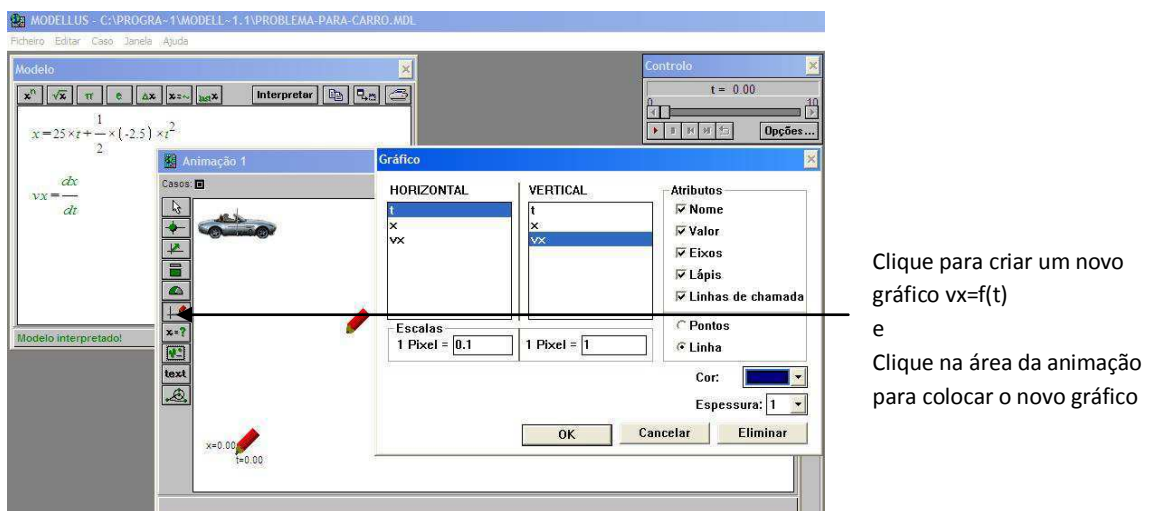 MODELLUS - C:\PROGRA~1\MODELL~1.1\PROBLEMA-PARA-CARRO.MDL
Ficheiro Editar Caso Janela Ajuda
Modelo
xⁿ √x π e Δx x=~ last x Interpretar
x=25×t+1/2×(-2.5)×t²
vx=dx/dt
Modelo interpretado!
Controlo
t = 0.00
0 10
Opções...
Animação 1
Casos:
x=?
text
x=0.00
t=0.00
Gráfico
HORIZONTAL
t
x
vx
VERTICAL
t
x
vx
Atributos
Nome
Valor
Eixos
Lápis
Linhas de chamada
Pontos
Linha
Escalas
1 Pixel = 0.1 1 Pixel = 1
Cor:
Espessura: 1
OK Cancelar Eliminar
Clique para criar um novo
gráfico vx=f(t)
e
Clique na área da animação
para colocar o novo gráfico